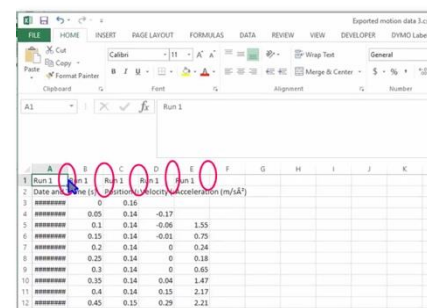 Exported motion data 3.c
FILE HOME INSERT PAGE LAYOUT FORMULAS DATA REVIEW VIEW DEVELOPER DYMO Label
Cut
Copy
Paste
Format Painter
Clipboard
Calibri 11
B I U
Font
Wrap Text
Merge & Center
Alignment
General
$ %
Number
A1 fx Run 1
A B C D E F G H I J K
1 Run 1 Run 1 Run 1 Run 1 Run 1
2 Date and Time (s) Position Velocity Acceleration (m/sÂ²)
3 ######## 0 0.16
4 ######## 0.05 0.14 -0.17
5 ######## 0.1 0.14 -0.06 1.55
6 ######## 0.15 0.14 -0.01 0.75
7 ######## 0.2 0.14 0 0.24
8 ######## 0.25 0.14 0 0.18
9 ######## 0.3 0.14 0 0.65
10 ######## 0.35 0.14 0.04 1.47
11 ######## 0.4 0.14 0.15 2.17
12 ######## 0.45 0.15 0.29 2.21